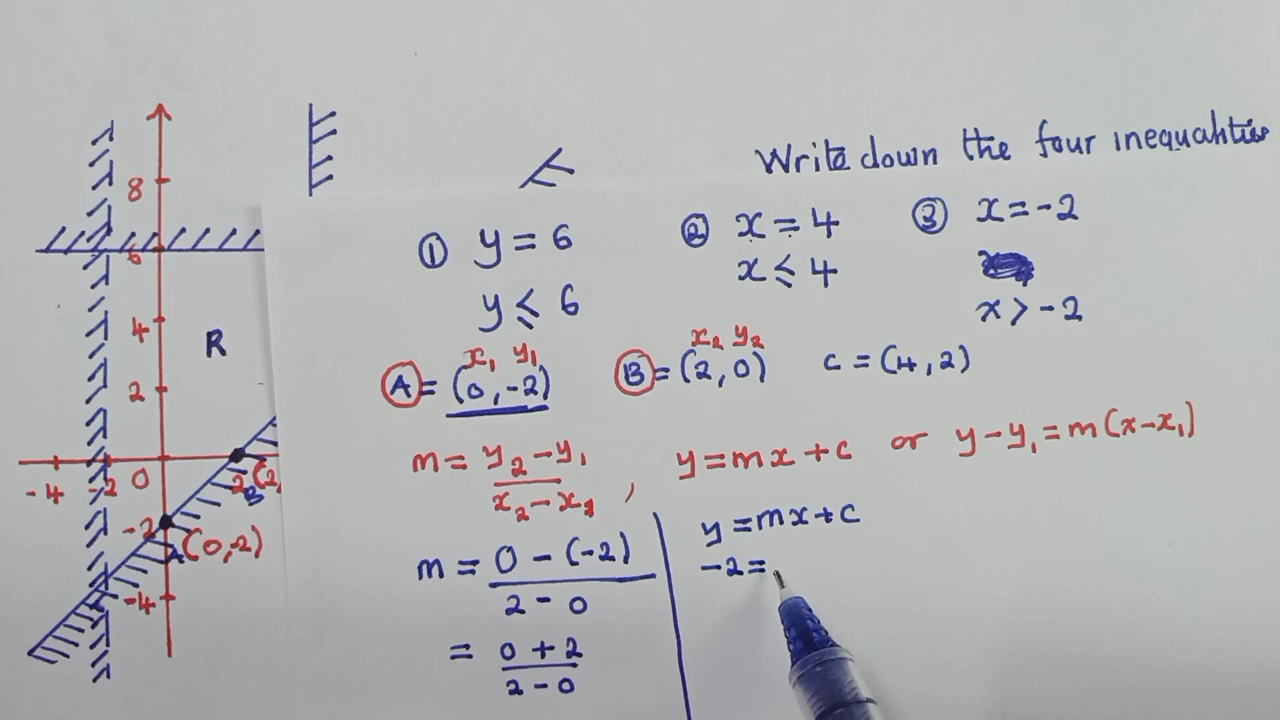 Write down the four inequalities
① y = 6
y ≤ 6
② x = 4
x ≤ 4
③ x = -2
x > -2
x₁ y₁
A = (0, -2)
x₂ y₂
B = (2, 0)
c = (4, 2)
m = y₂ - y₁
x₂ - x₁
,
y = mx + c or y - y₁ = m(x - x₁)
m = 0 - (-2)
2 - 0
= 0 + 2
2 - 0
y = mx + c
-2 =
8
6
4
R
2
-4 -2 0 2 (2,
B
-2
A (0, -2)
-4